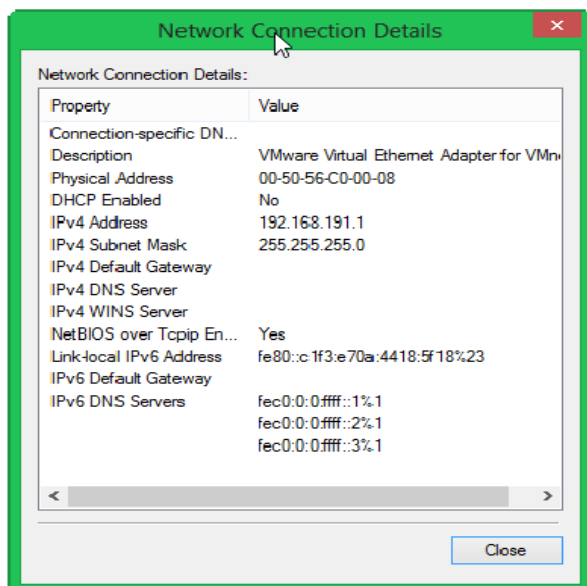 Network Connection Details
Network Connection Details:
Property Value
Connection-specific DN...
Description VMware Virtual Ethernet Adapter for VMn
Physical Address 00-50-56-C0-00-08
DHCP Enabled No
IPv4 Address 192.168.191.1
IPv4 Subnet Mask 255.255.255.0
IPv4 Default Gateway
IPv4 DNS Server
IPv4 WINS Server
NetBIOS over Tcpip En... Yes
Link-local IPv6 Address fe80::c1f3:e70a:4418:5f18%23
IPv6 Default Gateway
IPv6 DNS Servers fec0:0:0:ffff::1%1
fec0:0:0:ffff::2%1
fec0:0:0:ffff::3%1
Close